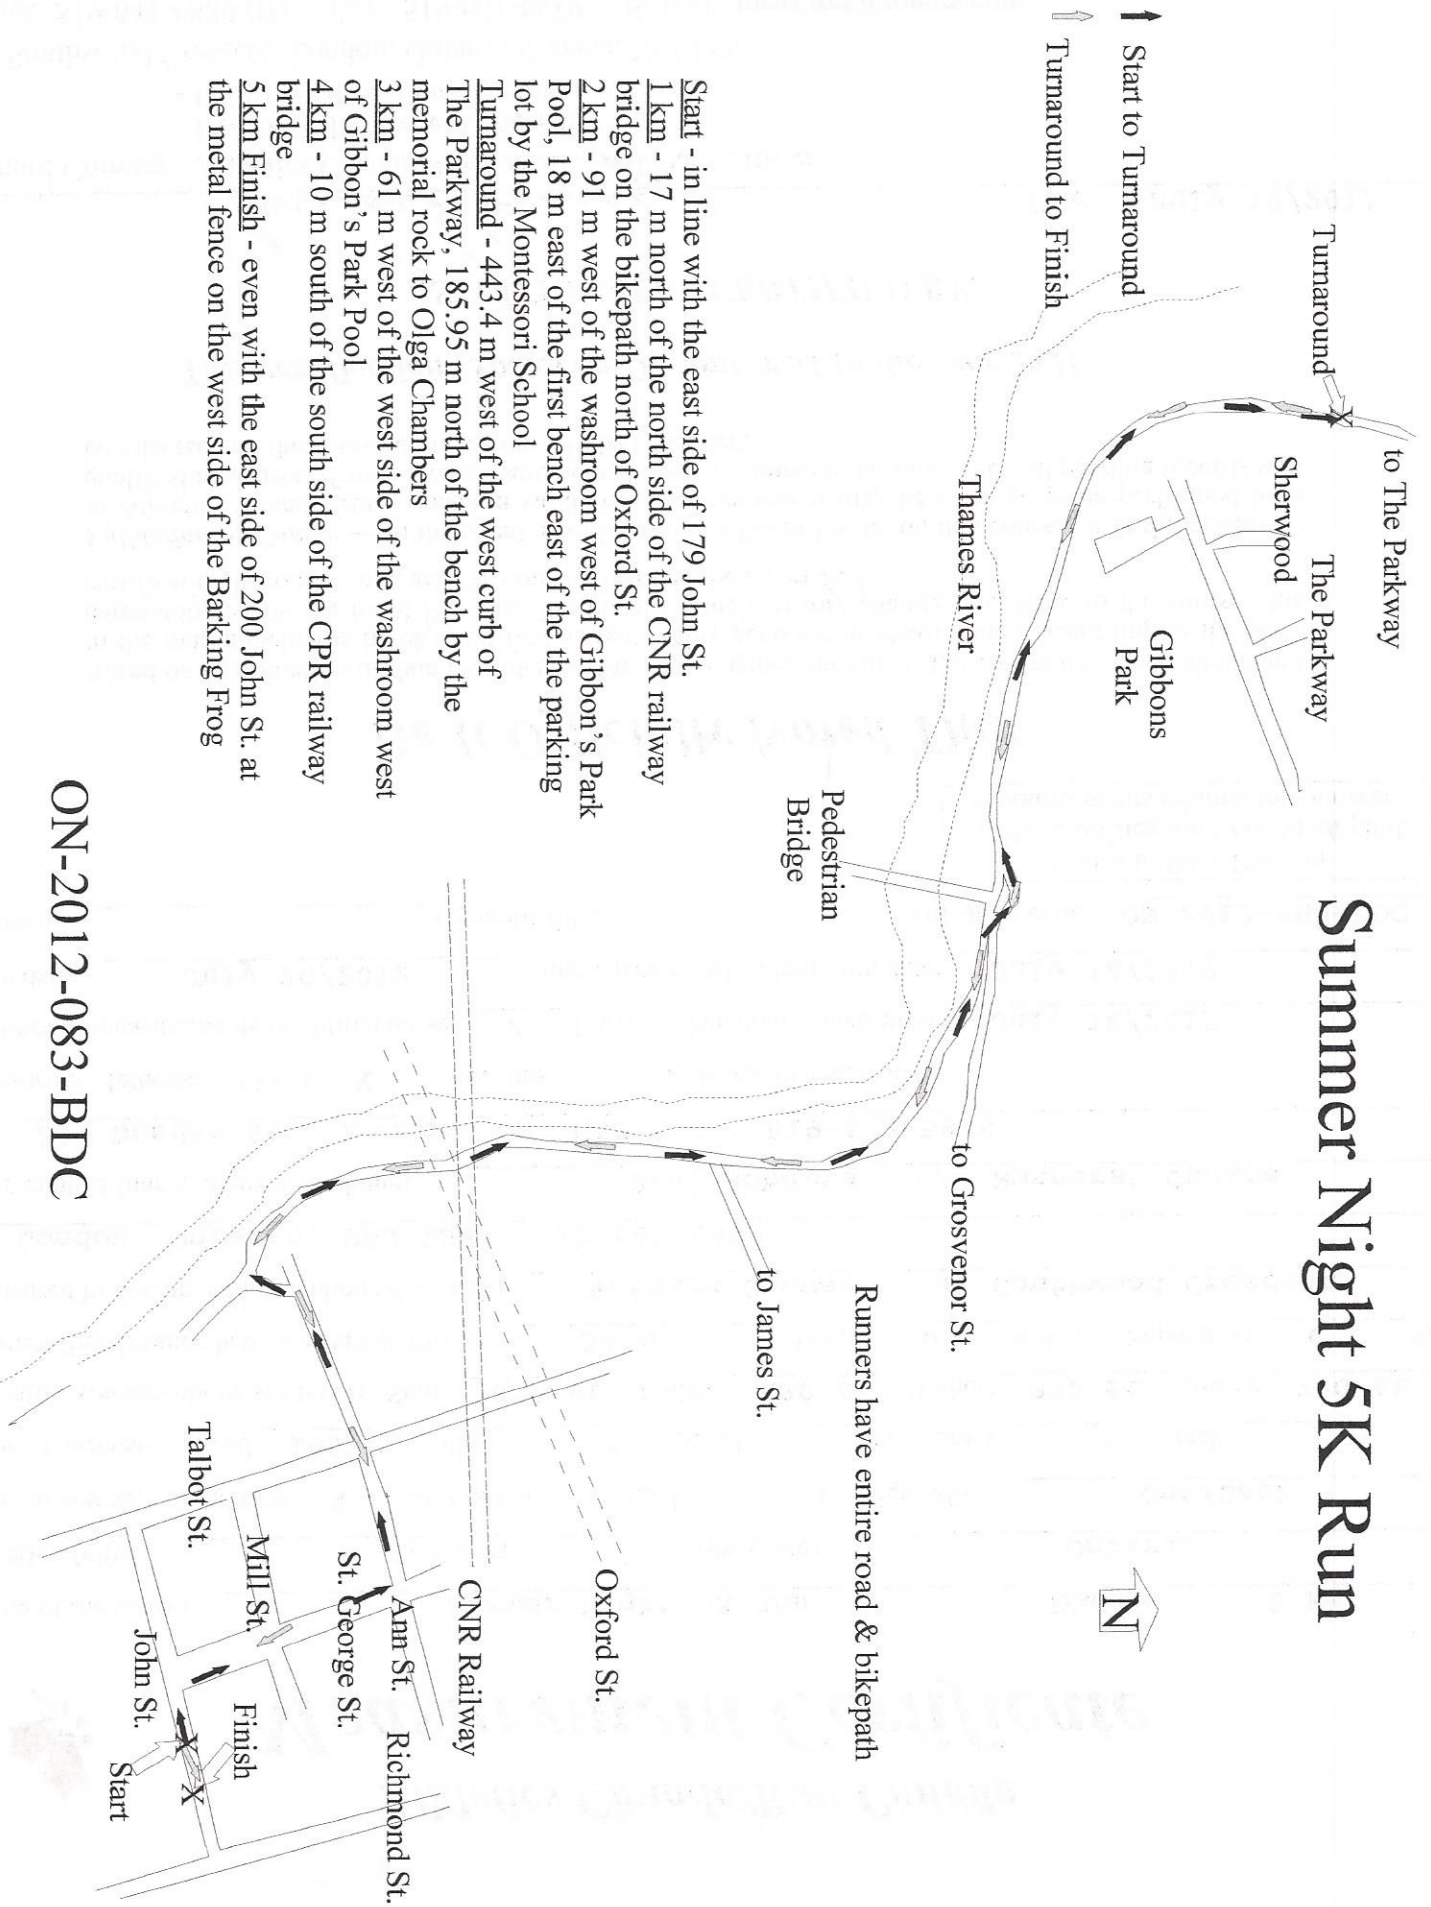 Summer Night 5K Run
to The Parkway
Turnaround
Sherwood
The Parkway
Gibbons
Park
N
Start to Turnaround
Turnaround to Finish
Thames River
Pedestrian
Bridge
to Grosvenor St.
Runners have entire road & bikepath
to James St.
Oxford St.
CNR Railway
Start - in line with the east side of 179 John St.
1 km - 17 m north of the north side of the CNR railway
bridge on the bikepath north of Oxford St.
2 km - 91 m west of the washroom west of Gibbon's Park
Pool, 18 m east of the first bench east of the the parking
lot by the Montessori School
Turnaround - 443.4 m west of the west curb of
The Parkway, 185.95 m north of the bench by the
memorial rock to Olga Chambers
3 km - 61 m west of the west side of the washroom west
of Gibbon's Park Pool
4 km - 10 m south of the south side of the CPR railway
bridge
5 km Finish - even with the east side of 200 John St. at
the metal fence on the west side of the Barking Frog
Ann St.
Richmond St.
St. George St.
Mill St.
Talbot St.
John St.
Finish
Start
X
X
X
ON-2012-083-BDC